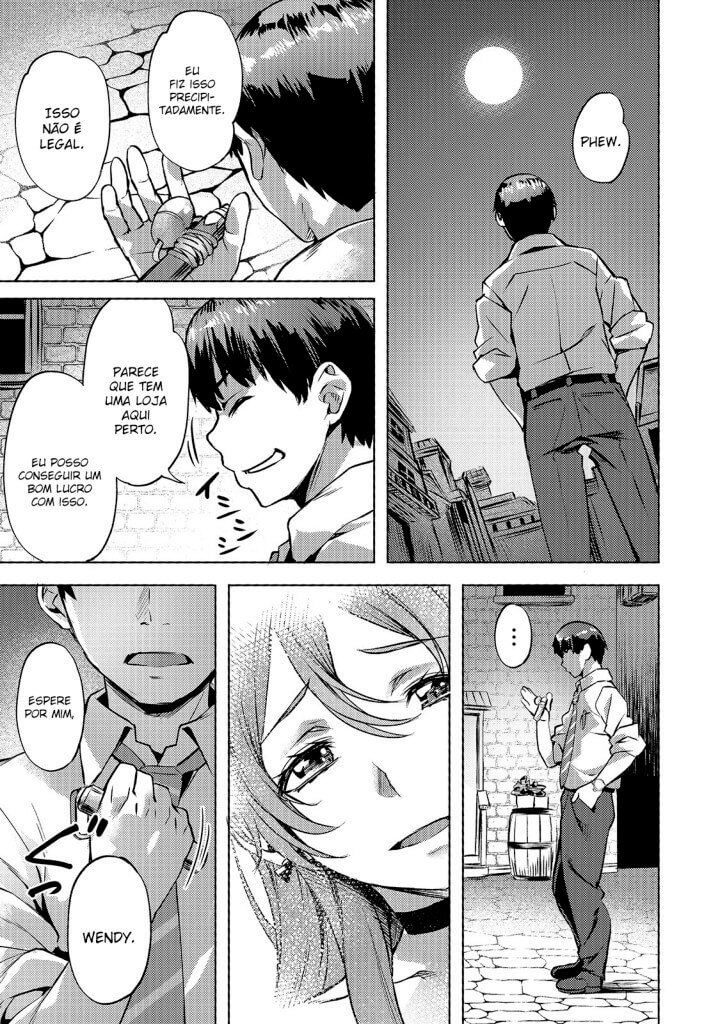 PHEW.
EU
FIZ ISSO
PRECIPI-
TADAMENTE.
ISSO
NÃO É
LEGAL.
PARECE
QUE TEM
UMA LOJA
AQUI
PERTO.
EU POSSO
CONSEGUIR UM
BOM LUCRO
COM ISSO.
...
ESPERE
POR MIM,
WENDY.